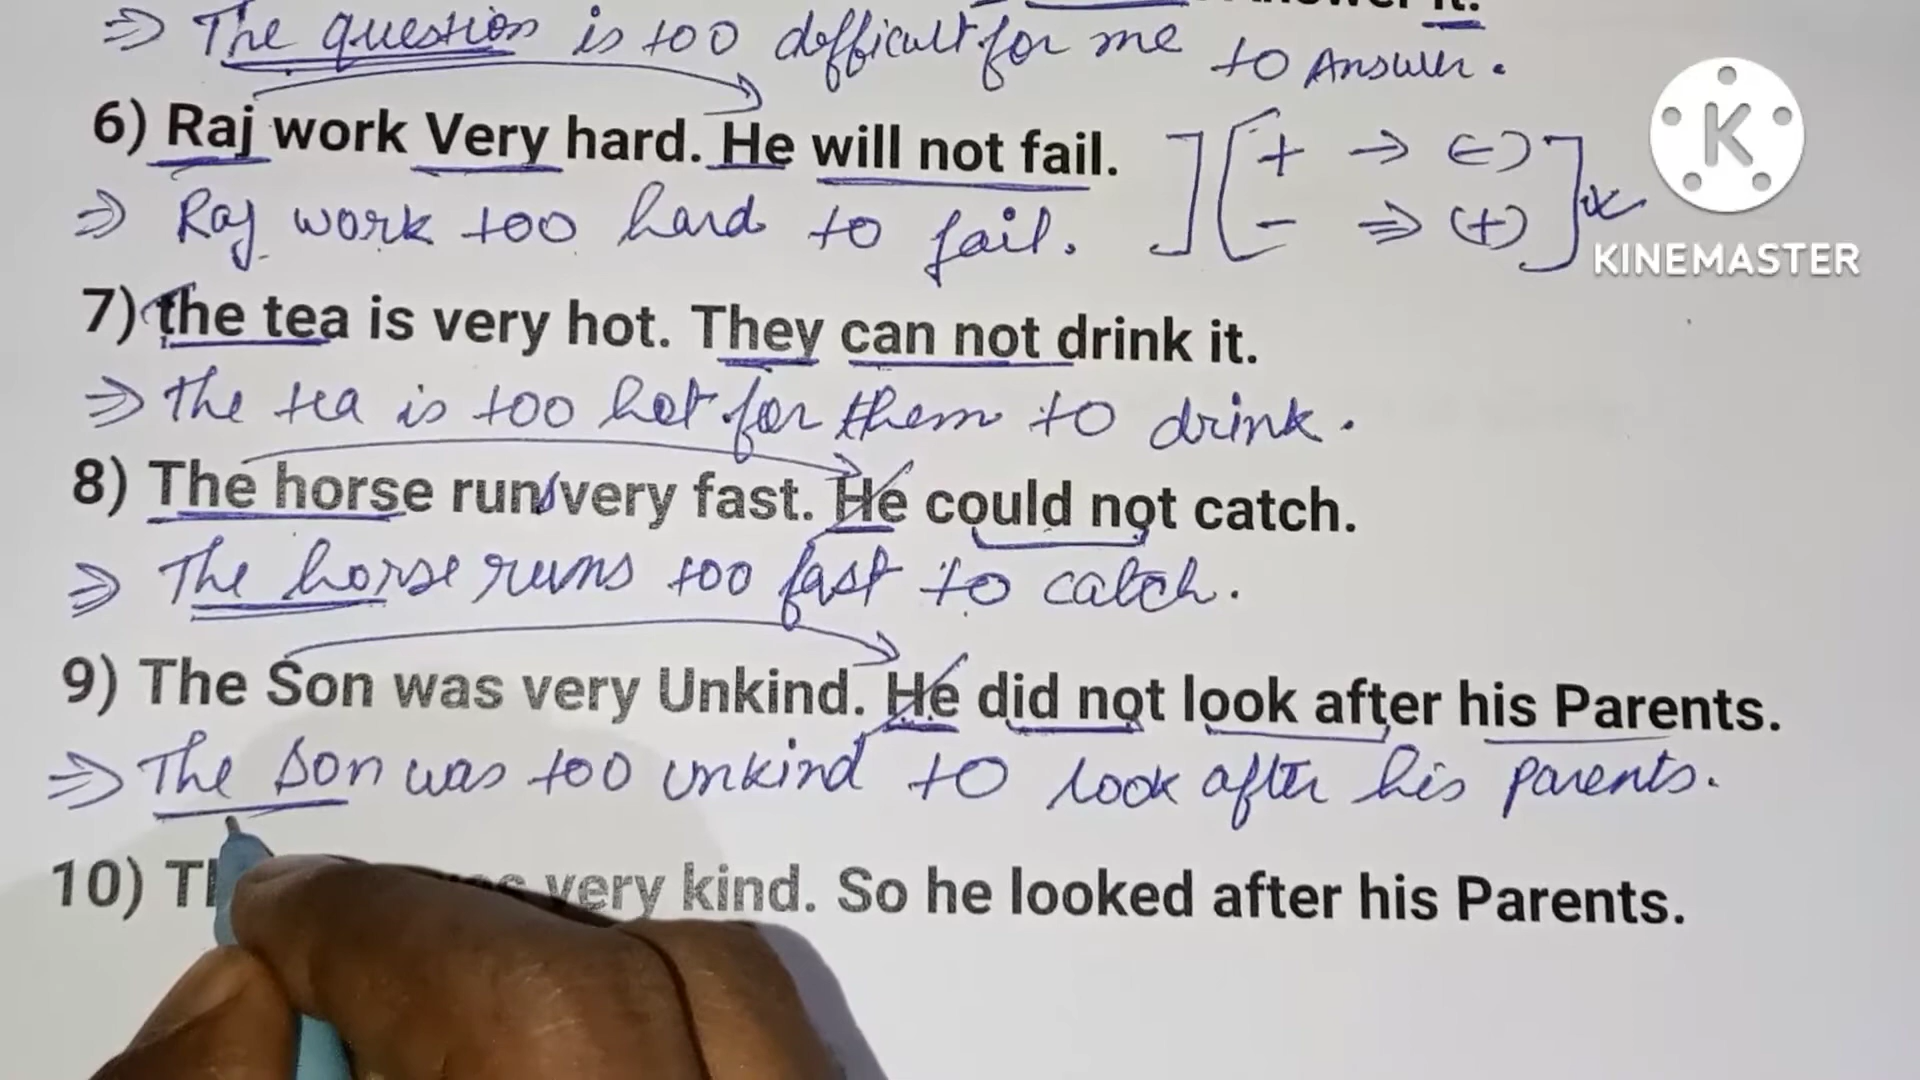 it.
⇒ The question is too defficult for me to Answer.
6) Raj work Very hard. He will not fail.
+ → (-)
- ⇒ (+)
K
KINEMASTER
⇒ Raj work too hard to fail.
7) the tea is very hot. They can not drink it.
⇒ the tea is too hot for them to drink.
8) The horse runs very fast. He could not catch.
⇒ The horse runs too fast to catch.
9) The Son was very Unkind. He did not look after his Parents.
⇒ The son was too unkind to look after his parents.
10) very kind. So he looked after his Parents.